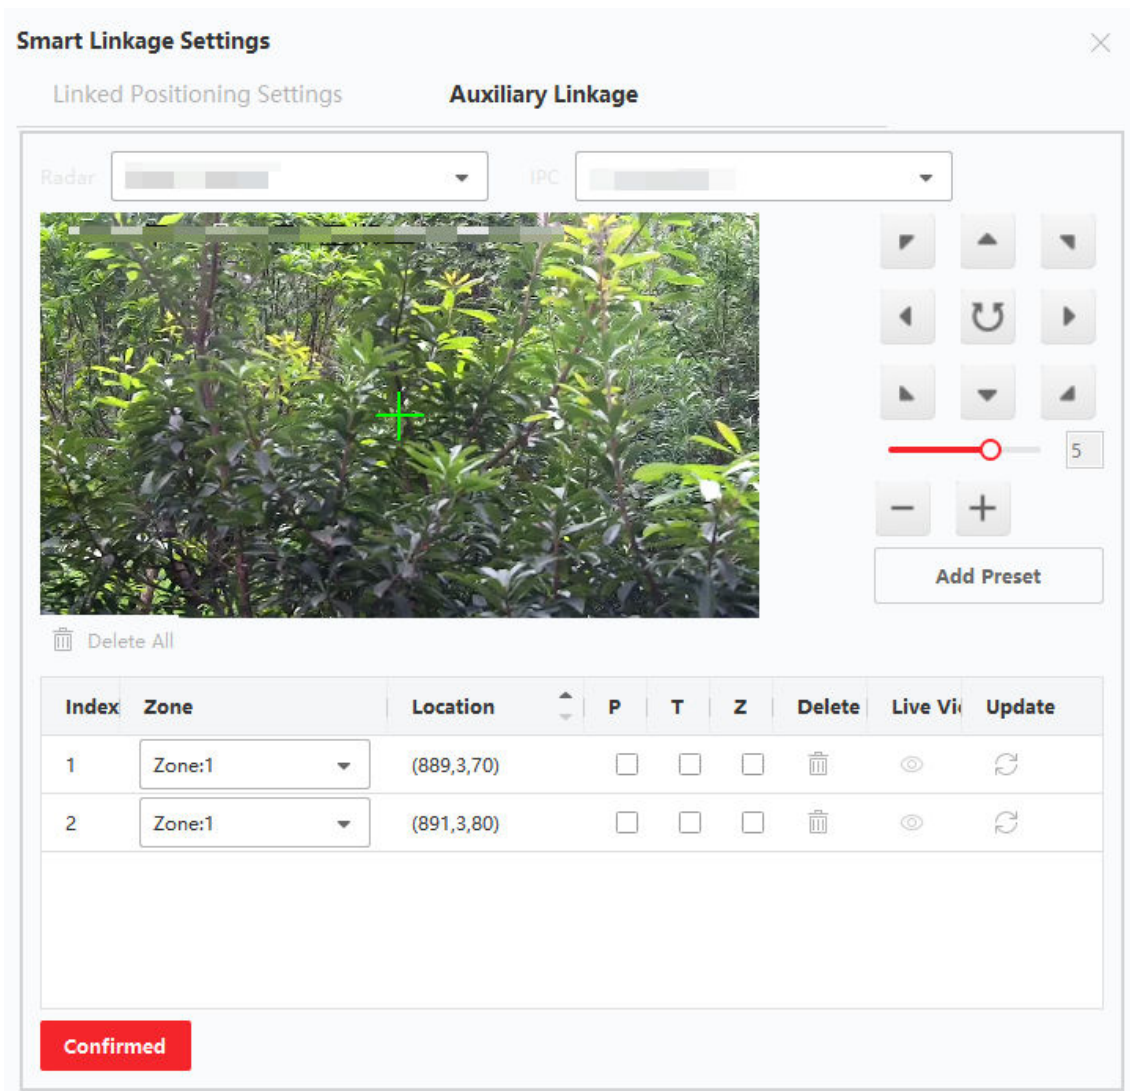 Smart Linkage Settings
Linked Positioning Settings Auxiliary Linkage
Radar IPC
5
Add Preset
Delete All
Index Zone Location P T Z Delete Live Vi Update
1 Zone:1 (889,3,70)
2 Zone:1 (891,3,80)
Confirmed